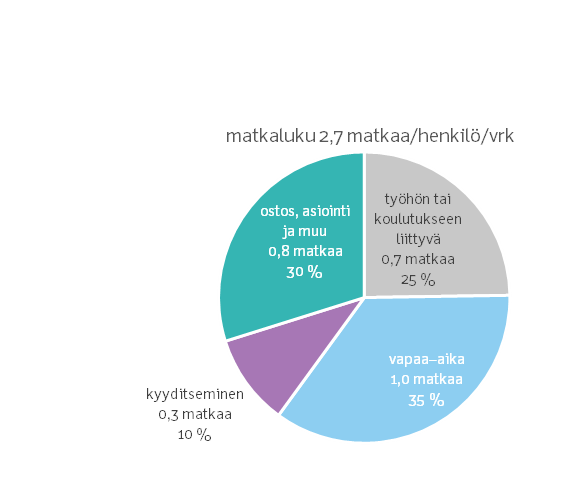 matkaluku 2,7 matkaa/henkilö/vrk
työhön tai
koulutukseen
liittyvä
0,7 matkaa
25 %
vapaa-aika
1,0 matkaa
35 %
kyyditseminen
0,3 matkaa
10 %
ostos, asiointi
ja muu
0,8 matkaa
30 %